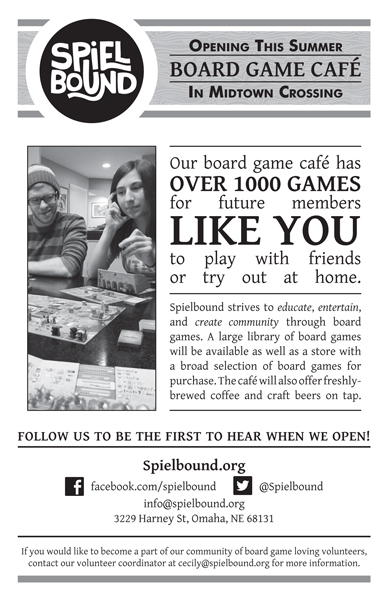 SPIEL
BOUND
OPENING THIS SUMMER
BOARD GAME CAFÉ
IN MIDTOWN CROSSING
Our board game café has
OVER 1000 GAMES
for future members
LIKE YOU
to play with friends
or try out at home.
Spielbound strives to educate, entertain,
and create community through board
games. A large library of board games
will be available as well as a store with
a broad selection of board games for
purchase. The café will also offer freshly-
brewed coffee and craft beers on tap.
FOLLOW US TO BE THE FIRST TO HEAR WHEN WE OPEN!
Spielbound.org
facebook.com/spielbound @Spielbound
info@spielbound.org
3229 Harney St, Omaha, NE 68131
If you would like to become a part of our community of board game loving volunteers,
contact our volunteer coordinator at cecily@spielbound.org for more information.